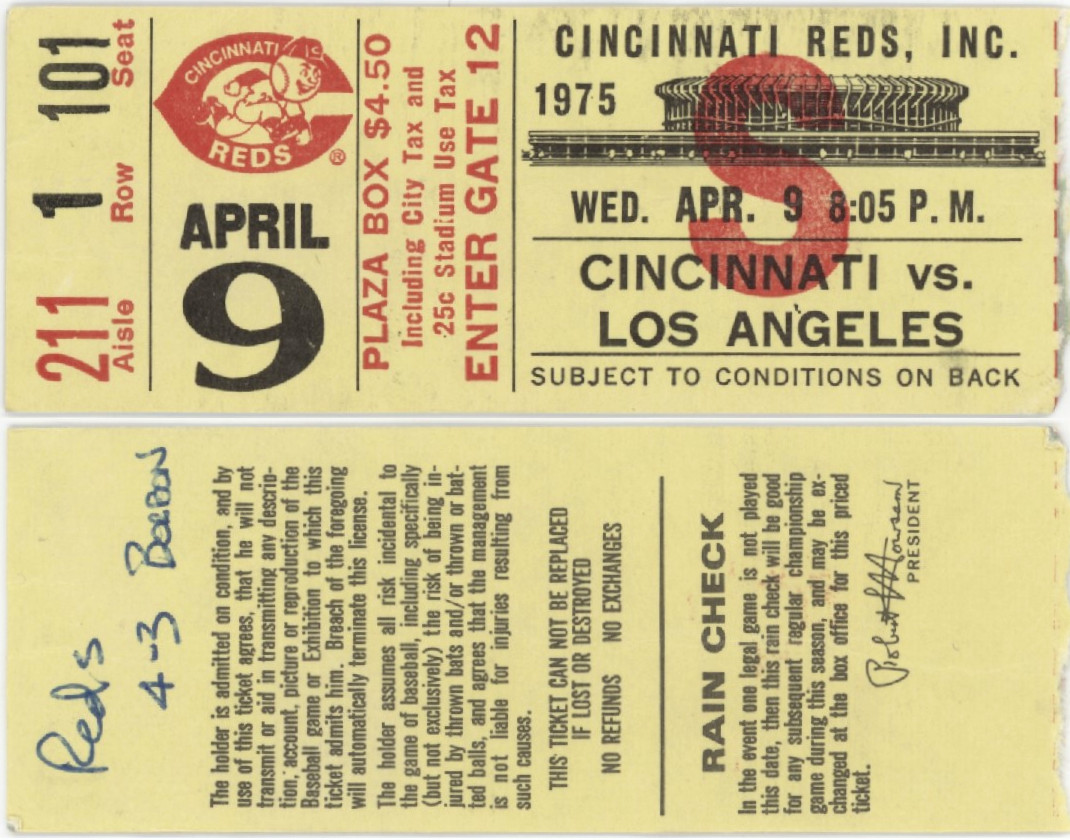 211 1 101
Aisle Row Seat
CINCINNATI
REDS ®
APRIL
9
PLAZA BOX $4.50
Including City Tax and
25c Stadium Use Tax
ENTER GATE 12
CINCINNATI REDS, INC.
1975
S
WED. APR. 9 8:05 P. M.
CINCINNATI vs.
LOS ANGELES
SUBJECT TO CONDITIONS ON BACK
Reds
4-3 BORBON
The holder is admitted on condition, and by
use of this ticket agrees, that he will not
transmit or aid in transmitting any descrip-
tion, account, picture or reproduction of the
Baseball game or Exhibition to which this
ticket admits him. Breach of the foregoing
will automatically terminate this license.
The holder assumes all risk incidental to
the game of baseball, including specifically
(but not exclusively) the risk of being in-
jured by thrown bats and/or thrown or bat-
ted balls, and agrees that the management
is not liable for injuries resulting from
such causes.
THIS TICKET CAN NOT BE REPLACED
IF LOST OR DESTROYED
NO REFUNDS NO EXCHANGES
RAIN CHECK
In the event one legal game is not played
this date, then this rain check will be good
for any subsequent regular championship
game during this season, and may be ex-
changed at the box office for this priced
ticket.
Robert L Howsam
PRESIDENT